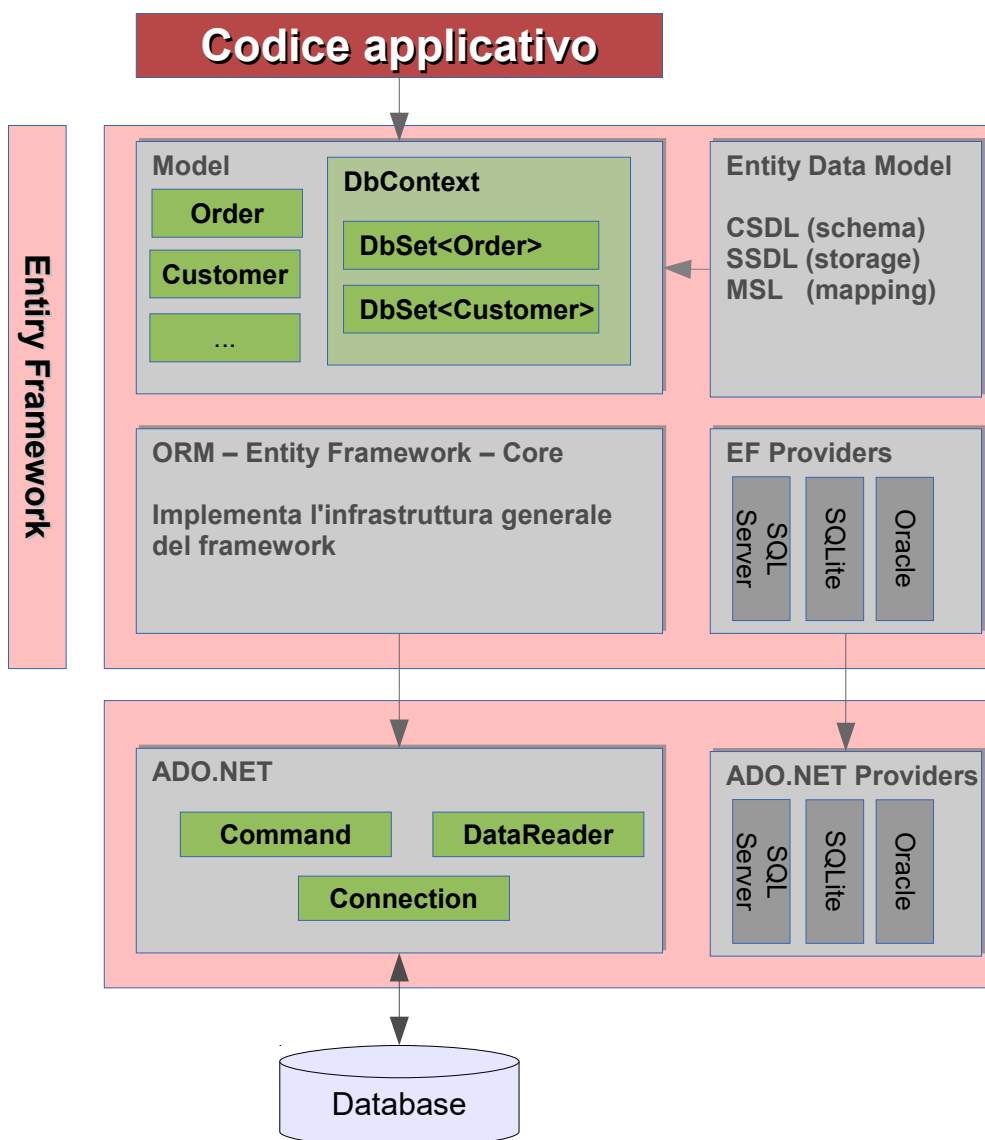 Codice applicativo
Entiry Framework
Model
Order
Customer
...
DbContext
DbSet<Order>
DbSet<Customer>
Entity Data Model
CSDL (schema)
SSDL (storage)
MSL (mapping)
ORM – Entity Framework – Core
Implementa l'infrastruttura generale
del framework
EF Providers
SQL
Server
SQLite
Oracle
ADO.NET
Command
DataReader
Connection
ADO.NET Providers
SQL
Server
SQLite
Oracle
Database